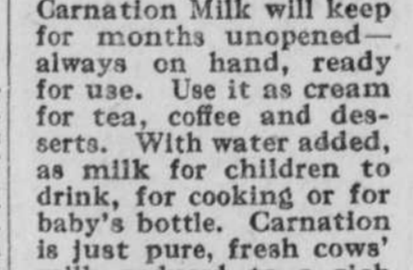 Carnation Milk will keep
for months unopened—
always on hand, ready
for use. Use it as cream
for tea, coffee and des-
serts. With water added,
as milk for children to
drink, for cooking or for
baby's bottle. Carnation
is just pure, fresh cows'